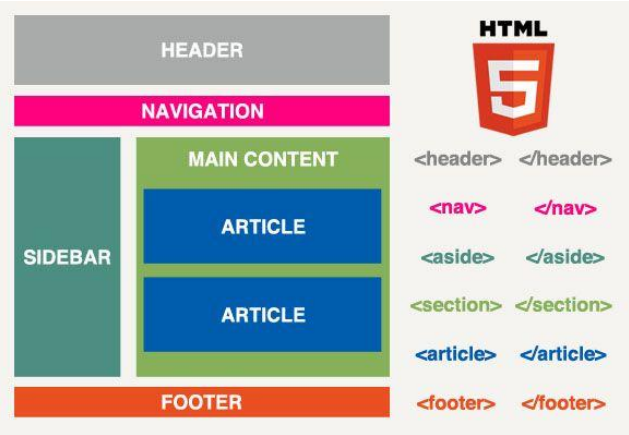 HEADER
NAVIGATION
SIDEBAR
MAIN CONTENT
ARTICLE
ARTICLE
FOOTER
HTML
5
<header> </header>
<nav> </nav>
<aside> </aside>
<section> </section>
<article> </article>
<footer> </footer>